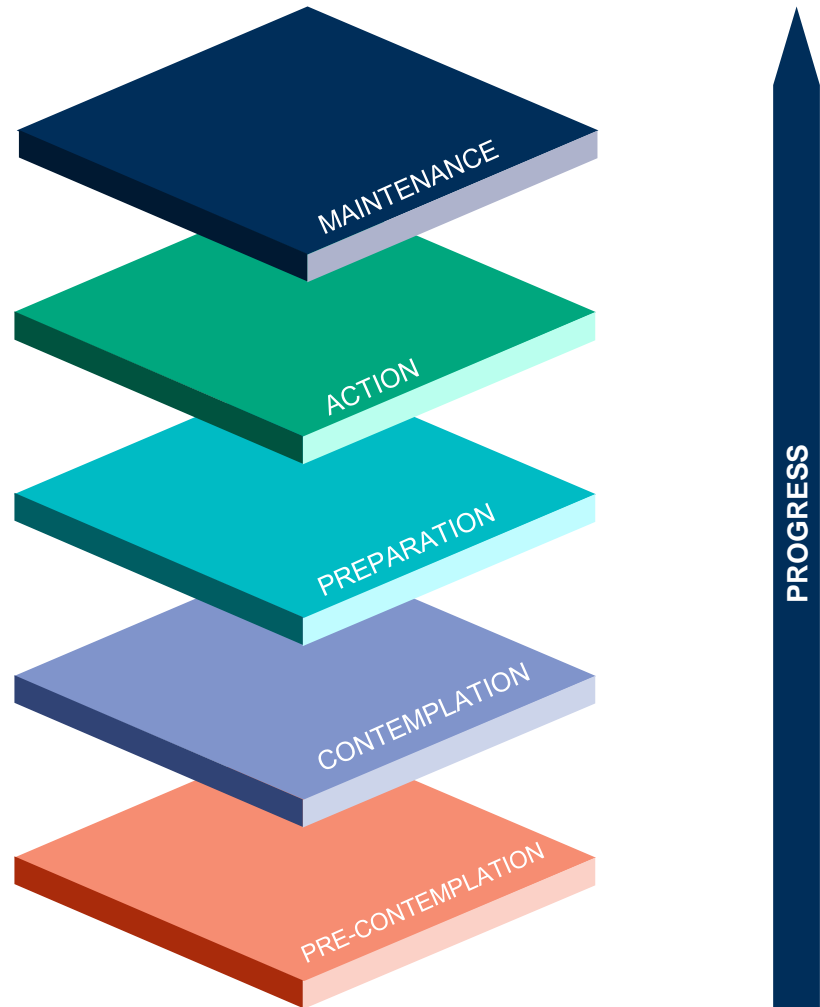 MAINTENANCE
ACTION
PREPARATION
CONTEMPLATION
PRE-CONTEMPLATION
PROGRESS